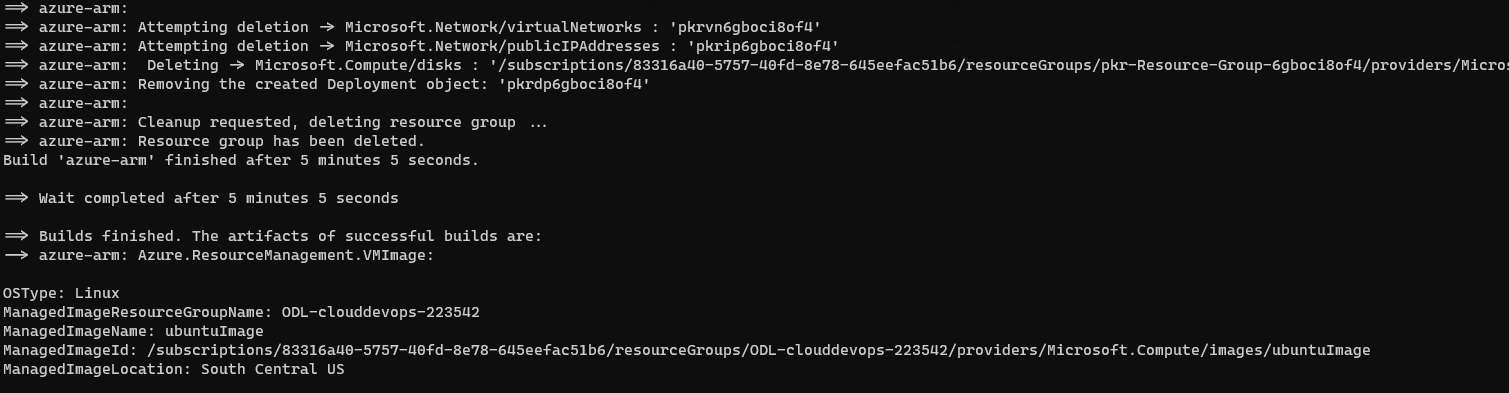 ==> azure-arm:
==> azure-arm: Attempting deletion -> Microsoft.Network/virtualNetworks : 'pkrvn6gboci8of4'
==> azure-arm: Attempting deletion -> Microsoft.Network/publicIPAddresses : 'pkrip6gboci8of4'
==> azure-arm:  Deleting -> Microsoft.Compute/disks : '/subscriptions/83316a40-5757-40fd-8e78-645eefac51b6/resourceGroups/pkr-Resource-Group-6gboci8of4/providers/Micros
==> azure-arm: Removing the created Deployment object: 'pkrdp6gboci8of4'
==> azure-arm:
==> azure-arm: Cleanup requested, deleting resource group ...
==> azure-arm: Resource group has been deleted.
Build 'azure-arm' finished after 5 minutes 5 seconds.
==> Wait completed after 5 minutes 5 seconds
==> Builds finished. The artifacts of successful builds are:
--> azure-arm: Azure.ResourceManagement.VMImage:
OSType: Linux
ManagedImageResourceGroupName: ODL-clouddevops-223542
ManagedImageName: ubuntuImage
ManagedImageId: /subscriptions/83316a40-5757-40fd-8e78-645eefac51b6/resourceGroups/ODL-clouddevops-223542/providers/Microsoft.Compute/images/ubuntuImage
ManagedImageLocation: South Central US